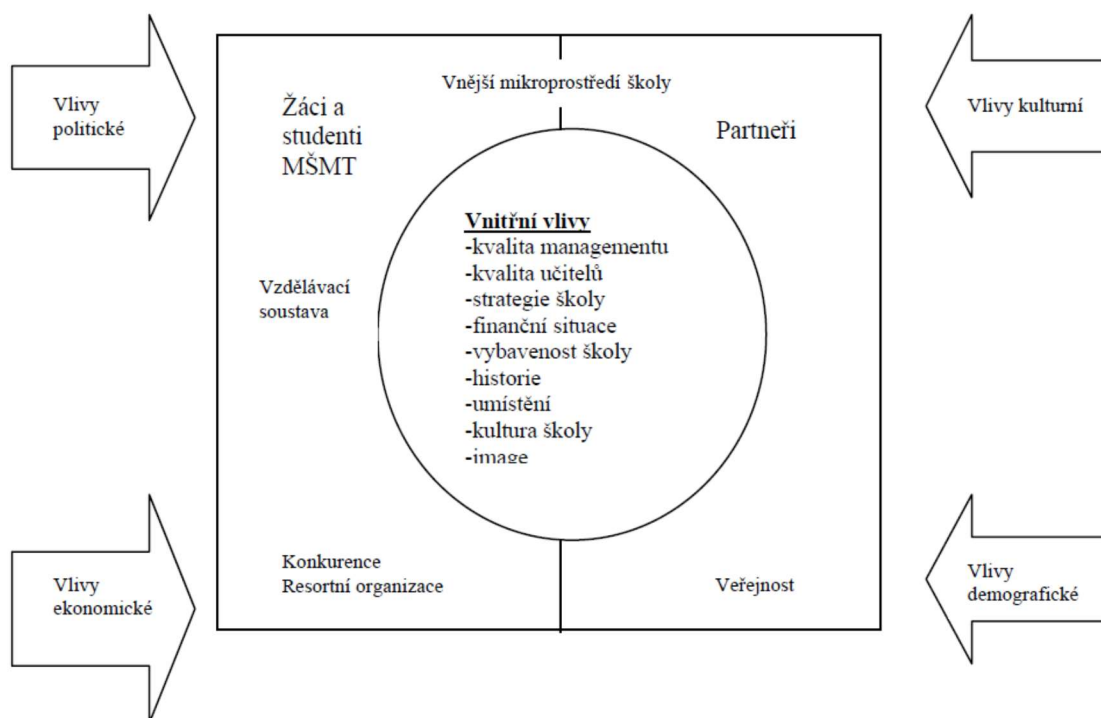 Vnější mikroprostředí školy
Vlivy
politické
Žáci a
studenti
MŠMT
Partneři
Vlivy kulturní
Vnitřní vlivy
-kvalita managementu
-kvalita učitelů
-strategie školy
-finanční situace
-vybavenost školy
-historie
-umístění
-kultura školy
-image
Vzdělávací
soustava
Vlivy
ekonomické
Konkurence
Resortní organizace
Veřejnost
Vlivy
demografické